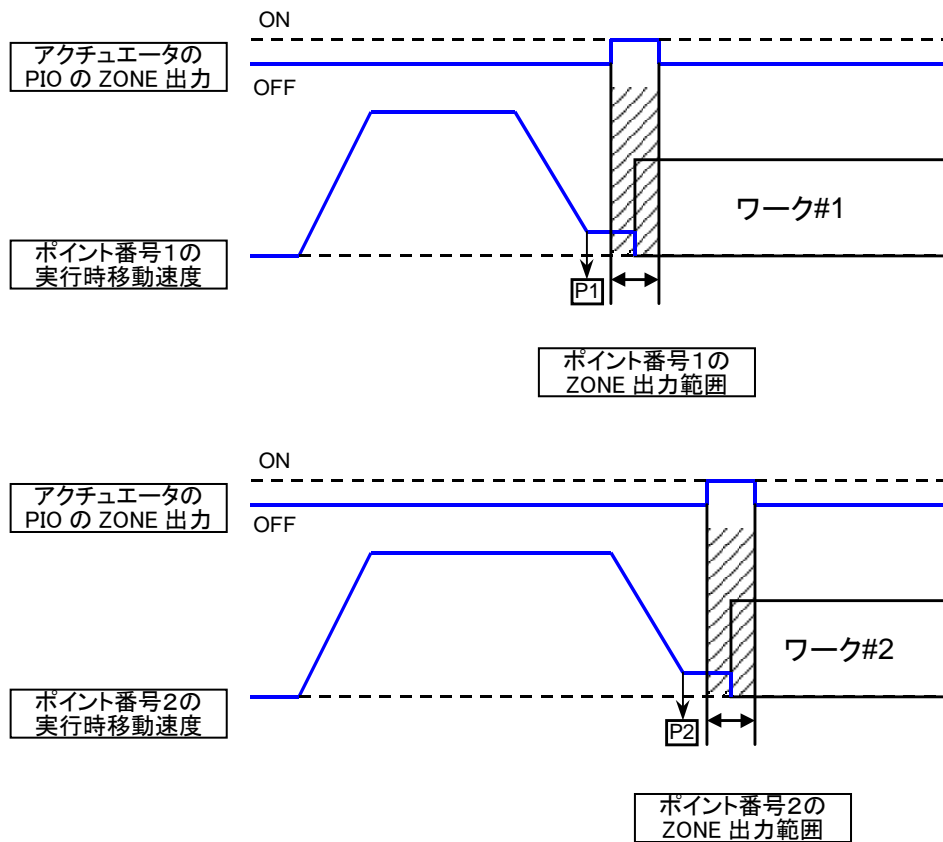 ON
アクチュエータの
PIO の ZONE 出力
OFF
ワーク#1
ポイント番号1の
実行時移動速度
P1
ポイント番号1の
ZONE 出力範囲
ON
アクチュエータの
PIO の ZONE 出力
OFF
ワーク#2
ポイント番号2の
実行時移動速度
P2
ポイント番号2の
ZONE 出力範囲